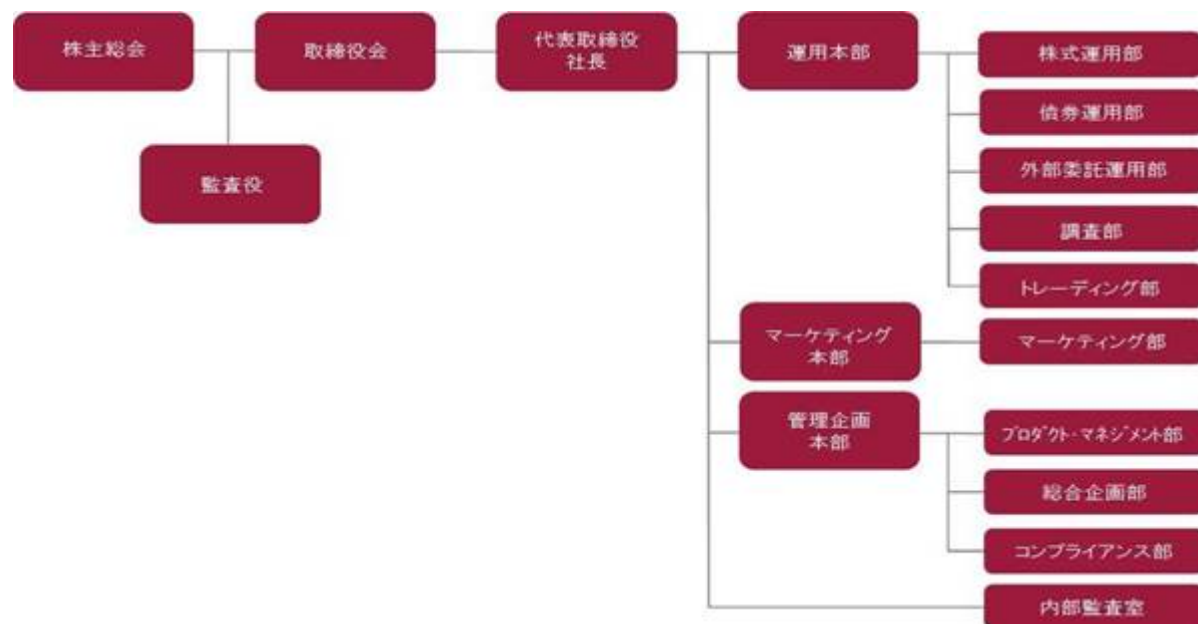 株主総会
取締役会
代表取締役
社長
監査役
運用本部
株式運用部
債券運用部
外部委託運用部
調査部
トレーディング部
マーケティング
本部
マーケティング部
管理企画
本部
プロダクト・マネジメント部
総合企画部
コンプライアンス部
内部監査室